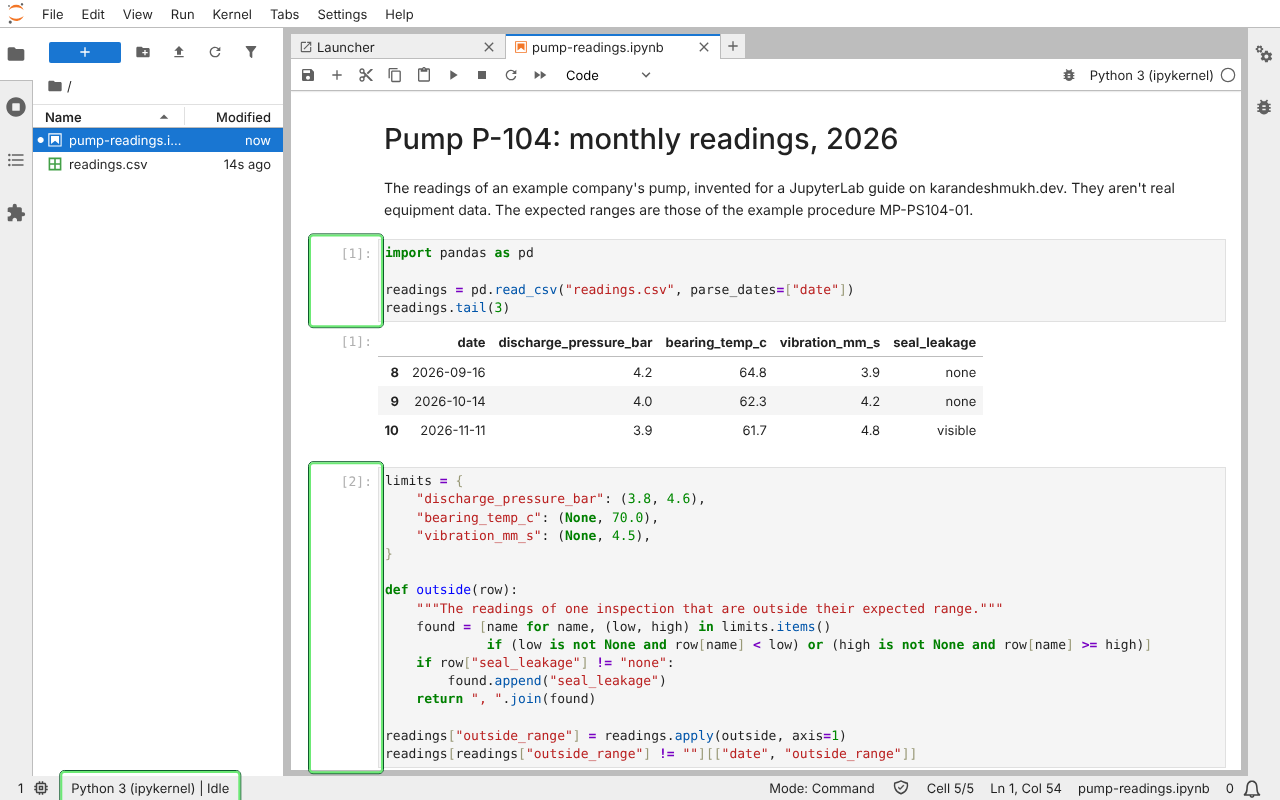 File Edit View Run Kernel Tabs Settings Help
Launcher
pump-readings.ipynb
Code
Python 3 (ipykernel)
/
Name Modified
pump-readings.i... now
readings.csv 14s ago
Pump P-104: monthly readings, 2026
The readings of an example company's pump, invented for a JupyterLab guide on karandeshmukh.dev. They aren't real
equipment data. The expected ranges are those of the example procedure MP-PS104-01.
[1]: import pandas as pd
readings = pd.read_csv("readings.csv", parse_dates=["date"])
readings.tail(3)
[1]: date discharge_pressure_bar bearing_temp_c vibration_mm_s seal_leakage
8 2026-09-16 4.2 64.8 3.9 none
9 2026-10-14 4.0 62.3 4.2 none
10 2026-11-11 3.9 61.7 4.8 visible
[2]: limits = {
    "discharge_pressure_bar": (3.8, 4.6),
    "bearing_temp_c": (None, 70.0),
    "vibration_mm_s": (None, 4.5),
}
def outside(row):
    """The readings of one inspection that are outside their expected range."""
    found = [name for name, (low, high) in limits.items()
             if (low is not None and row[name] < low) or (high is not None and row[name] >= high)]
    if row["seal_leakage"] != "none":
        found.append("seal_leakage")
    return ", ".join(found)
readings["outside_range"] = readings.apply(outside, axis=1)
readings[readings["outside_range"] != ""][["date", "outside_range"]]
1 Python 3 (ipykernel) | Idle Mode: Command Cell 5/5 Ln 1, Col 54 pump-readings.ipynb 0